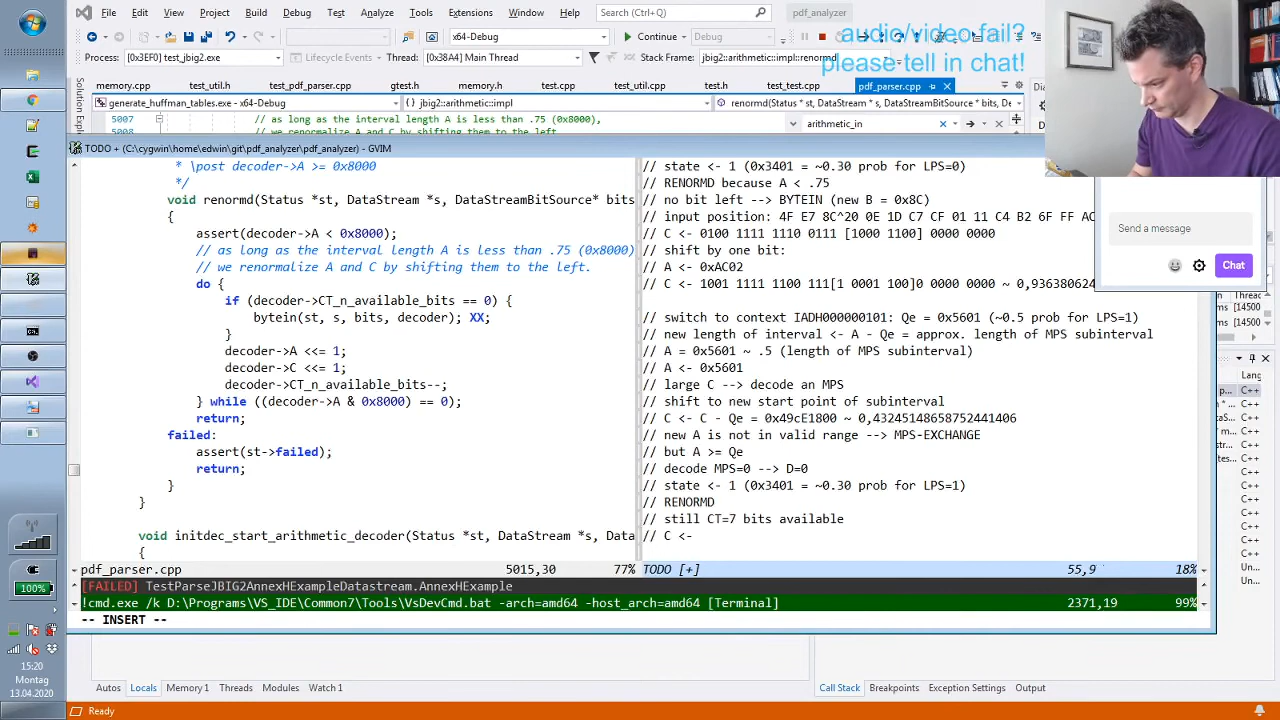 File Edit View Project Build Debug Test Analyze Tools Extensions Window Help Search (Ctrl+Q) pdf_analyzer
audio/video fail?
please tell in chat!
x64-Debug Continue Debug
Process: [0x3EF0] test_jbig2.exe Lifecycle Events Thread: [0x38A4] Main Thread Stack Frame: jbig2::arithmetic::impl::renormd
memory.cpp test_util.h test_pdf_parser.cpp gtest.h memory.h test.cpp test_util.cpp test.h test_test.cpp pdf_parser.cpp
generate_huffman_tables.exe - x64-Debug jbig2::arithmetic::impl renormd(Status * st, DataStream * s, DataStreamBitSource * bits, De
5007 // as long as the interval length A is less than .75 (0x8000),
// we renormalize A and C by shifting them to the left
arithmetic_in
TODO + (C:\cygwin\home\edwin\git\pdf_analyzer\pdf_analyzer) - GVIM
* \post decoder->A >= 0x8000
*/
void renormd(Status *st, DataStream *s, DataStreamBitSource* bits
{
assert(decoder->A < 0x8000);
// as long as the interval length A is less than .75 (0x8000)
// we renormalize A and C by shifting them to the left.
do {
if (decoder->CT_n_available_bits == 0) {
bytein(st, s, bits, decoder); XX;
}
decoder->A <<= 1;
decoder->C <<= 1;
decoder->CT_n_available_bits--;
} while ((decoder->A & 0x8000) == 0);
return;
failed:
assert(st->failed);
return;
}
}
void initdec_start_arithmetic_decoder(Status *st, DataStream *s, Data
{
pdf_parser.cpp 5015,30 77%
// state <- 1 (0x3401 = ~0.30 prob for LPS=0)
// RENORMD because A < .75
// no bit left --> BYTEIN (new B = 0x8C)
// input position: 4F E7 8C^20 0E 1D C7 CF 01 11 C4 B2 6F FF AC
// C <- 0100 1111 1110 0111 [1000 1100] 0000 0000
// shift by one bit:
// A <- 0xAC02
// C <- 1001 1111 1100 111[1 0001 100]0 0000 0000 ~ 0,936380624
// switch to context IADH000000101: Qe = 0x5601 (~0.5 prob for LPS=1)
// new length of interval <- A - Qe = approx. length of MPS subinterval
// A = 0x5601 ~ .5 (length of MPS subinterval)
// A <- 0x5601
// large C --> decode an MPS
// shift to new start point of subinterval
// C <- C - Qe = 0x49cE1800 ~ 0,43245148658752441406
// new A is not in valid range --> MPS-EXCHANGE
// but A >= Qe
// decode MPS=0 --> D=0
// state <- 1 (0x3401 = ~0.30 prob for LPS=1)
// RENORMD
// still CT=7 bits available
// C <-
TODO [+] 55,9 18%
[FAILED] TestParseJBIG2AnnexHExampleDatastream.AnnexHExample
!cmd.exe /k D:\Programs\VS_IDE\Common7\Tools\VsDevCmd.bat -arch=amd64 -host_arch=amd64 [Terminal] 2371,19 99%
-- INSERT --
Send a message
Chat
Autos Locals Memory 1 Threads Modules Watch 1
Call Stack Breakpoints Exception Settings Immediate Output
Ready
100%
15:20
Montag
13.04.2020